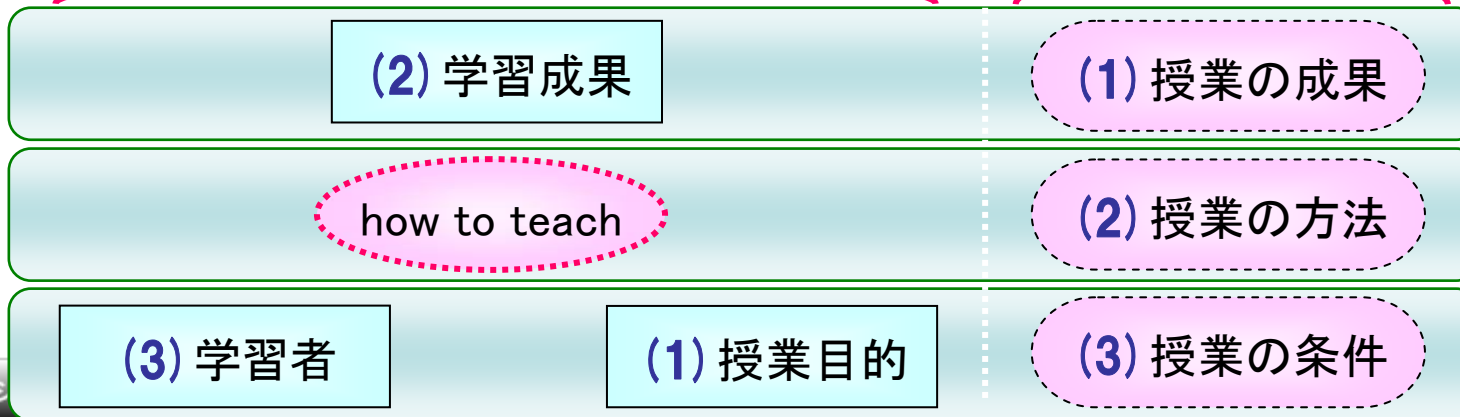 (2) 学習成果
(1) 授業の成果
how to teach
(2) 授業の方法
(3) 学習者
(1) 授業目的
(3) 授業の条件